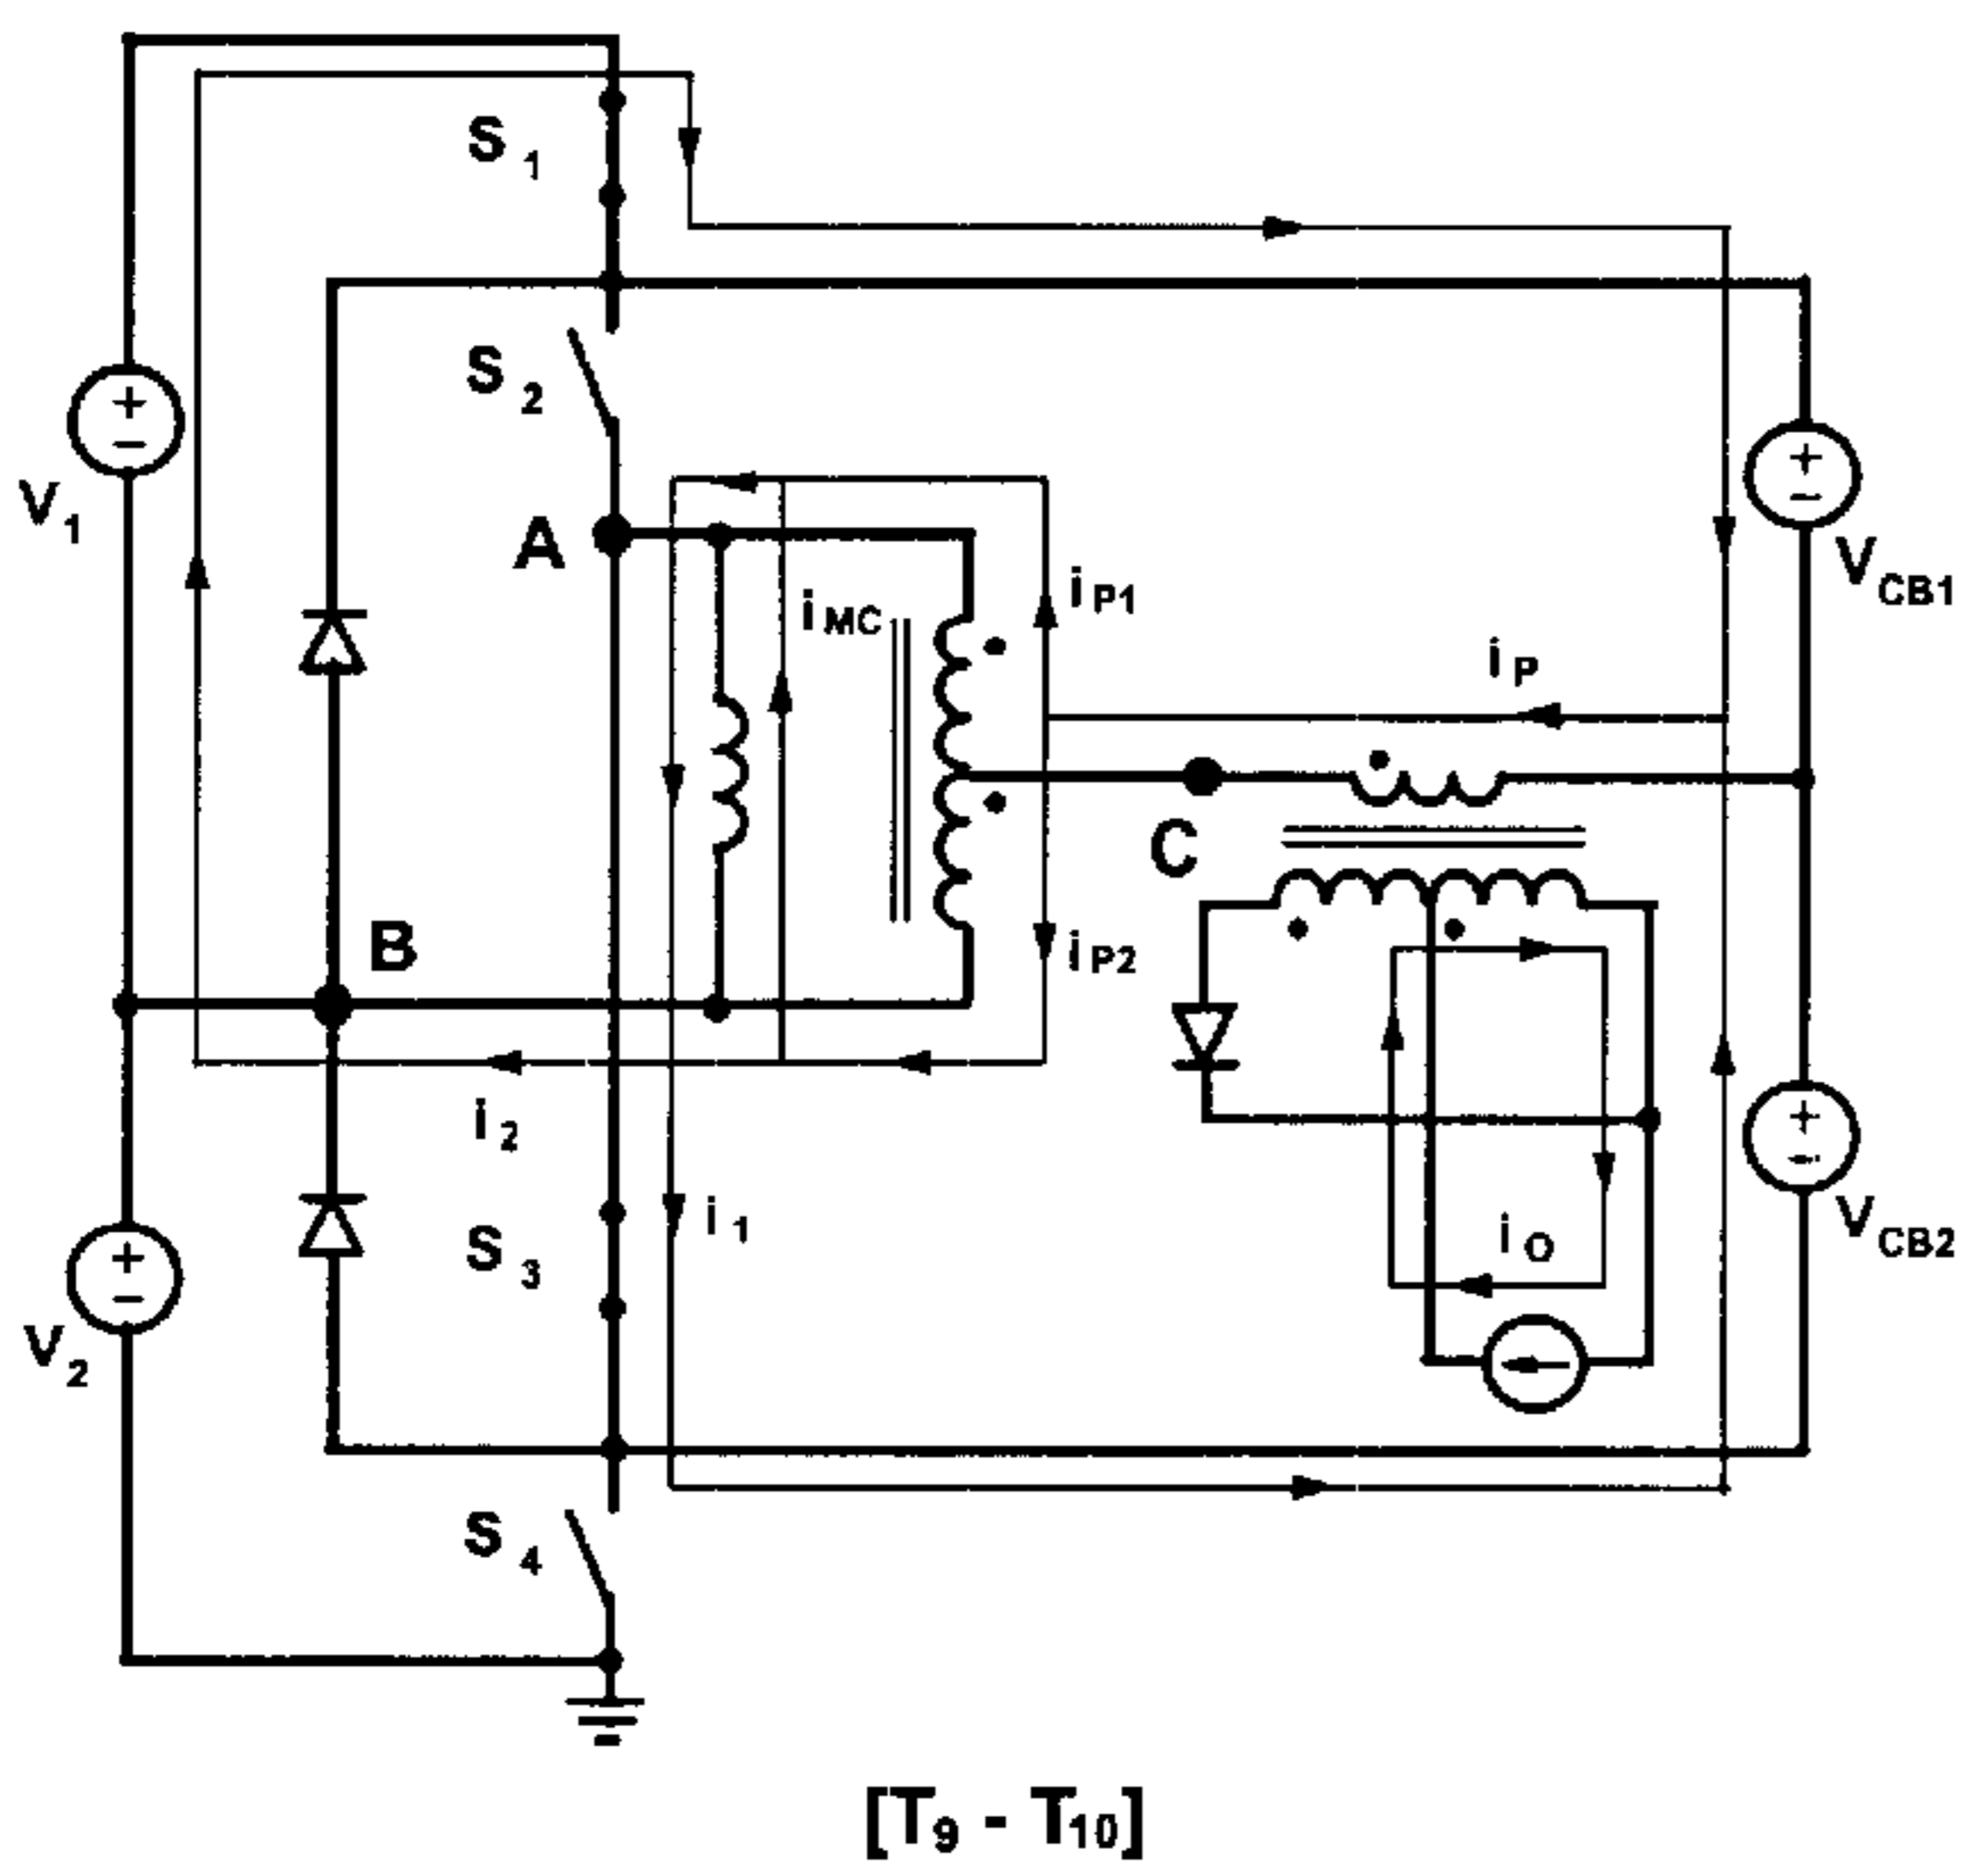 S1
S2
V1
A
iMC
iP1
iP
VCB1
C
B
iP2
i2
S3
i1
iO
VCB2
V2
S4
[T9 - T10]